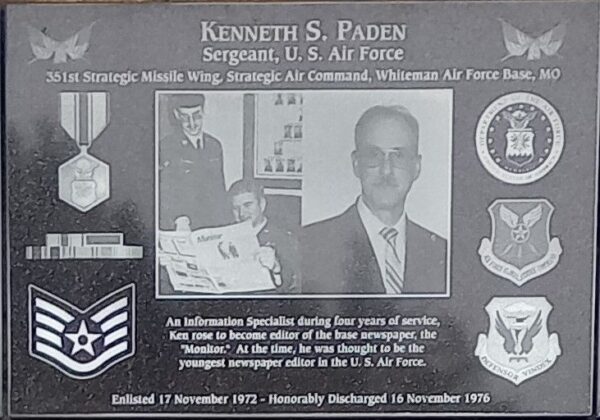 KENNETH S. PADEN
Sergeant, U. S. Air Force
351st Strategic Missile Wing, Strategic Air Command, Whiteman Air Force Base, MO
Monitor
An Information Specialist during four years of service,
Ken rose to become editor of the base newspaper, the
"Monitor." At the time, he was thought to be the
youngest newspaper editor in the U. S. Air Force.
DEFENSOR VINDEX
Enlisted 17 November 1972 - Honorably Discharged 16 November 1976